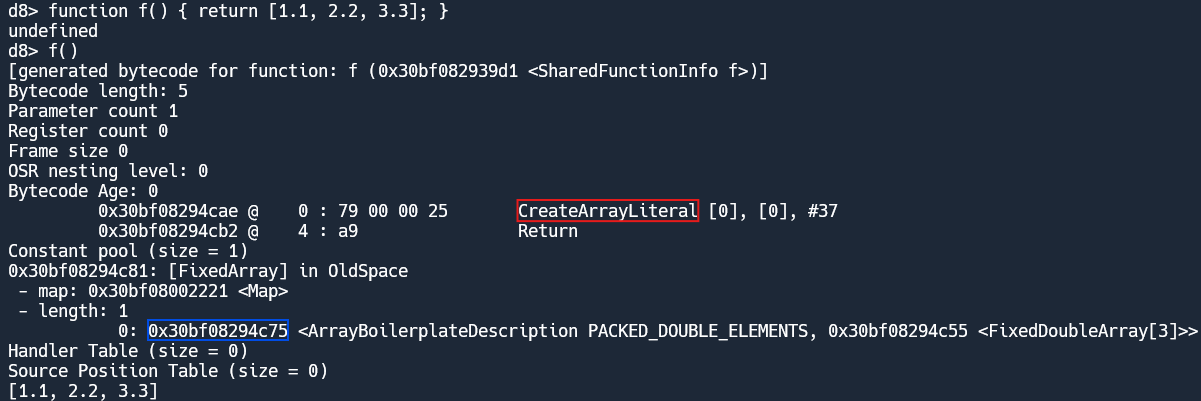 d8> function f() { return [1.1, 2.2, 3.3]; }
undefined
d8> f()
[generated bytecode for function: f (0x30bf082939d1 <SharedFunctionInfo f>)]
Bytecode length: 5
Parameter count 1
Register count 0
Frame size 0
OSR nesting level: 0
Bytecode Age: 0
         0x30bf08294cae @    0 : 79 00 00 25       CreateArrayLiteral [0], [0], #37
         0x30bf08294cb2 @    4 : a9                Return
Constant pool (size = 1)
0x30bf08294c81: [FixedArray] in OldSpace
 - map: 0x30bf08002221 <Map>
 - length: 1
           0: 0x30bf08294c75 <ArrayBoilerplateDescription PACKED_DOUBLE_ELEMENTS, 0x30bf08294c55 <FixedDoubleArray[3]>>
Handler Table (size = 0)
Source Position Table (size = 0)
[1.1, 2.2, 3.3]